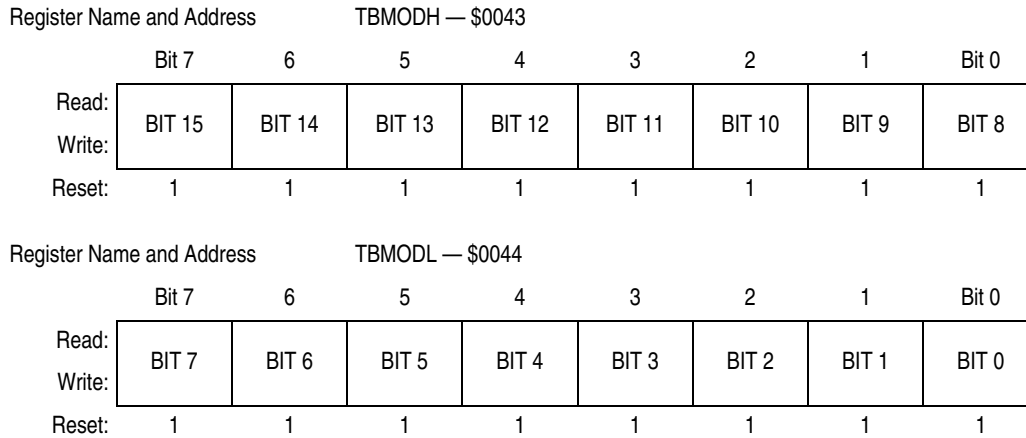 Register Name and Address TBMODH — $0043
Bit 7 6 5 4 3 2 1 Bit 0
Read:
BIT 15 BIT 14 BIT 13 BIT 12 BIT 11 BIT 10 BIT 9 BIT 8
Write:
Reset: 1 1 1 1 1 1 1 1
Register Name and Address TBMODL — $0044
Bit 7 6 5 4 3 2 1 Bit 0
Read:
BIT 7 BIT 6 BIT 5 BIT 4 BIT 3 BIT 2 BIT 1 BIT 0
Write:
Reset: 1 1 1 1 1 1 1 1